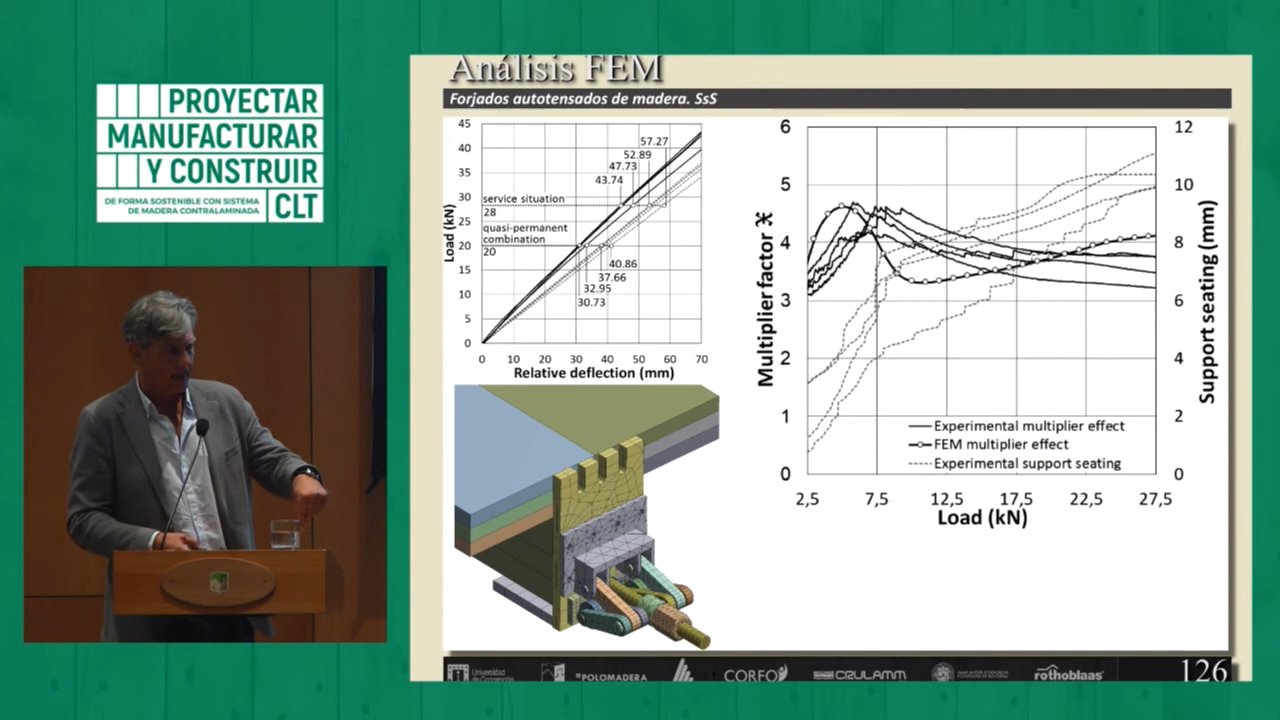 PROYECTAR
MANUFACTURAR
Y CONSTRUIR
DE FORMA SOSTENIBLE CON SISTEMA
DE MADERA CONTRALAMINADA
CLT
Análisis FEM
Forjados autotensados de madera. SsS
45
40
35
30
25
20
15
10
5
0
Load (kN)
57.27
52.89
47.73
43.74
service situation
28
quasi-permanent
combination
20
40.86
37.66
32.95
30.73
0 10 20 30 40 50 60 70
Relative deflection (mm)
6
5
4
3
2
1
0
Multiplier factor
12
10
8
6
4
2
0
Support seating (mm)
Experimental multiplier effect
FEM multiplier effect
Experimental support seating
2,5 7,5 12,5 17,5 22,5 27,5
Load (kN)
Universidad
POLOMADERA
CORFO
CRULAMM
rothoblaas
126